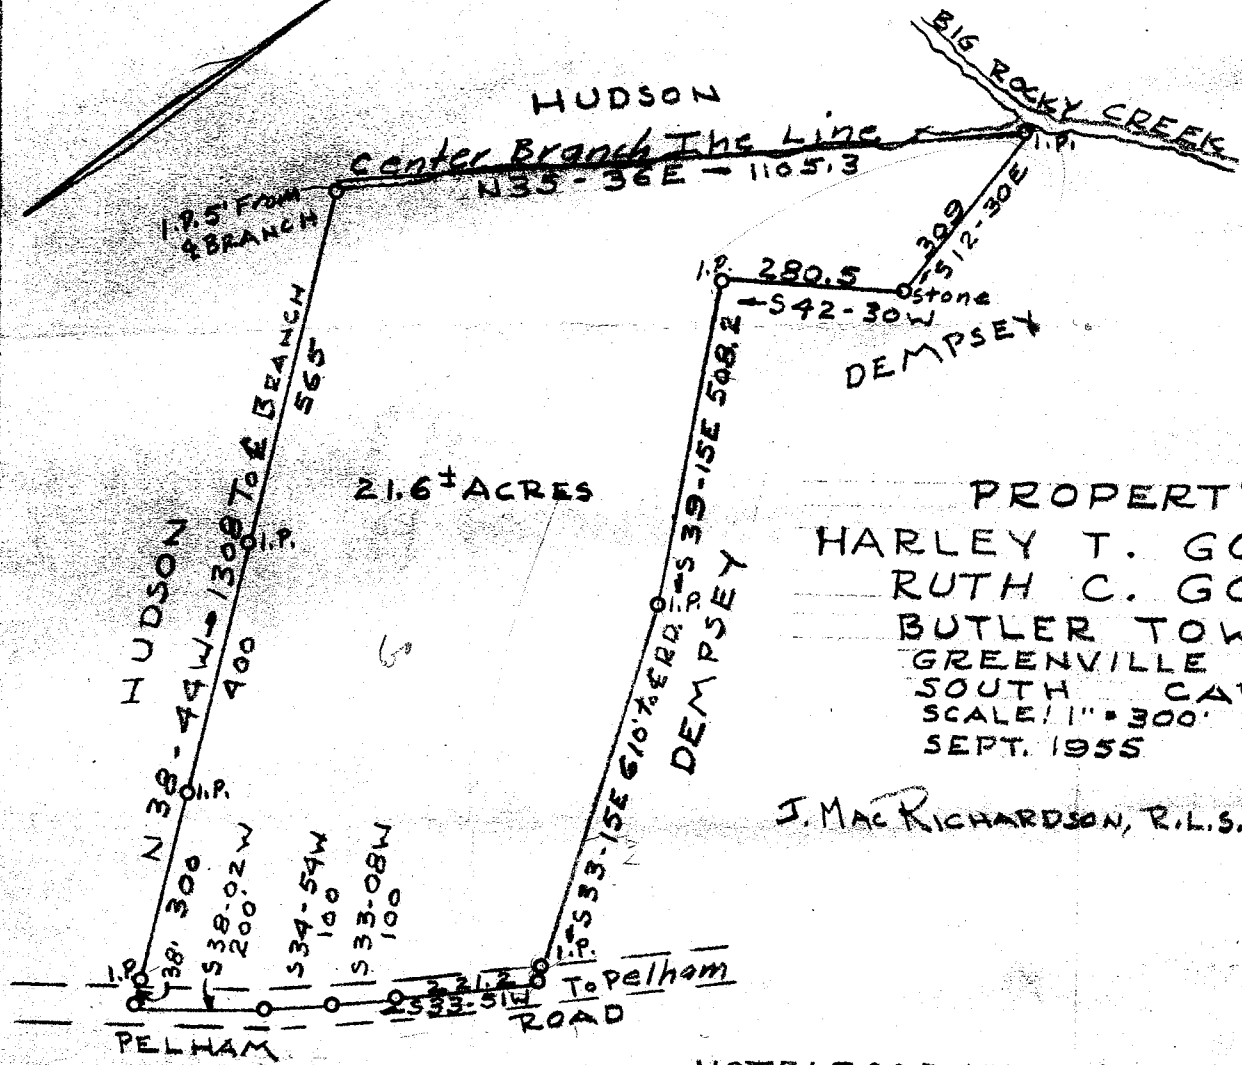 BIG ROCKY CREEK
HUDSON
Center Branch The Line
N35-36E - 1105.3
I.P.
I.P. 5' From
℄ BRANCH
309
S12-30E
I.P.
280.5
stone
S42-30W
DEMPSEY
N 38-44W → 1308 To ℄ BRANCH
565
S 39-15E 508.2
21.6± ACRES
PROPERTY
HARLEY T. GO
RUTH C. GO
BUTLER TOW
GREENVILLE
SOUTH CA
SCALE: 1" = 300'
SEPT. 1955
J. MAC RICHARDSON, R.L.S.
HUDSON
I.P.
400
I.P.
DEMPSEY
S33-15E 610' To ℄ RD.
I.P.
300
S38-02W
200
S34-54W
100
S33-08W
100
I.P.
38'
I.P.
221.2
S33-51W
To Pelham
ROAD
PELHAM